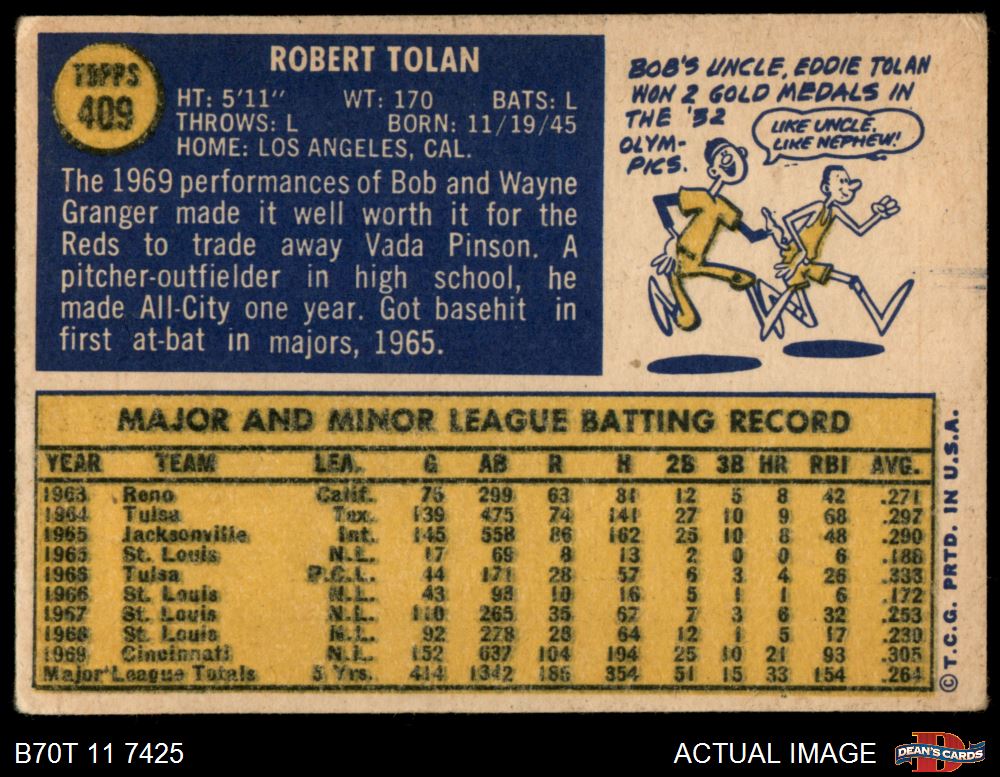 TOPPS
409
ROBERT TOLAN
HT: 5'11" WT: 170 BATS: L
THROWS: L BORN: 11/19/45
HOME: LOS ANGELES, CAL.
The 1969 performances of Bob and Wayne
Granger made it well worth it for the
Reds to trade away Vada Pinson. A
pitcher-outfielder in high school, he
made All-City one year. Got basehit in
first at-bat in majors, 1965.
BOB'S UNCLE, EDDIE TOLAN
WON 2 GOLD MEDALS IN
THE '32
OLYM-
PICS.
LIKE UNCLE,
LIKE NEPHEW!
MAJOR AND MINOR LEAGUE BATTING RECORD
YEAR TEAM LEA. G AB R H 2B 3B HR RBI AVG.
1963 Reno Calif. 75 299 63 81 12 5 8 42 .271
1964 Tulsa Tex. 139 475 74 141 27 10 9 68 .297
1965 Jacksonville Int. 145 558 86 162 25 10 8 48 .290
1965 St. Louis N.L. 17 69 8 13 2 0 0 6 .188
1966 Tulsa P.C.L. 44 171 28 57 6 3 4 26 .333
1966 St. Louis N.L. 43 93 10 16 5 1 1 6 .172
1967 St. Louis N.L. 110 265 35 67 7 3 6 32 .253
1968 St. Louis N.L. 92 278 28 64 12 1 5 17 .230
1969 Cincinnati N.L. 152 637 104 194 25 10 21 93 .305
Major League Totals 5 Yrs. 414 1342 185 354 51 15 33 154 .264
©T.C.G. PRTD. IN U.S.A.
B70T 11 7425
ACTUAL IMAGE
D
DEAN'S CARDS